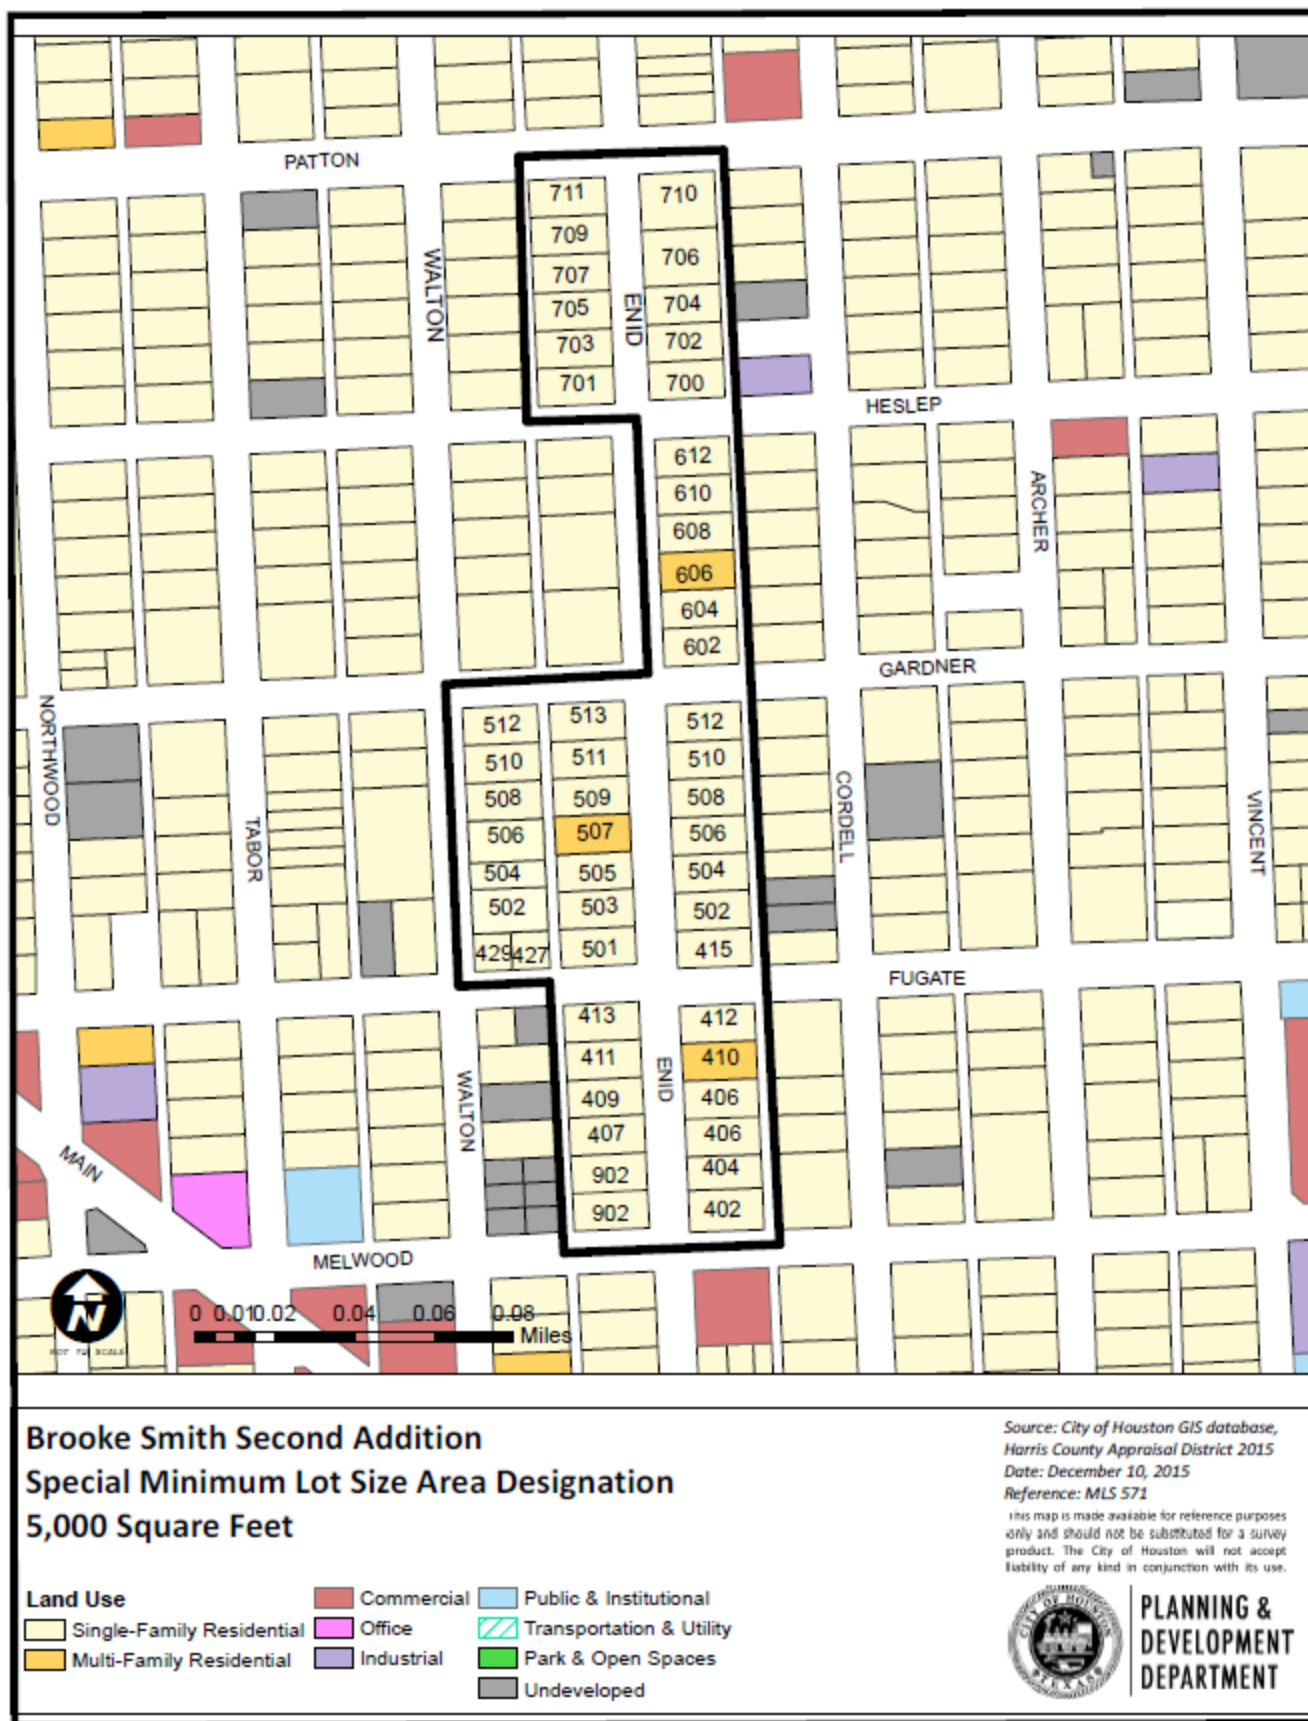 PATTON
WALTON
711
709
707
705
703
701
ENID
710
706
704
702
700
HESLEP
612
610
608
606
604
602
ARCHER
GARDNER
NORTHWOOD
TABOR
512
510
508
506
504
502
429 427
513
511
509
507
505
503
501
512
510
508
506
504
502
415
CORDELL
VINCENT
FUGATE
MAIN
WALTON
413
411
409
407
902
902
ENID
412
410
406
406
404
402
MELWOOD
N
NOT TO SCALE
0 0.01 0.02 0.04 0.06 0.08
Miles
Brooke Smith Second Addition
Special Minimum Lot Size Area Designation
5,000 Square Feet
Source: City of Houston GIS database,
Harris County Appraisal District 2015
Date: December 10, 2015
Reference: MLS 571
This map is made available for reference purposes
only and should not be substituted for a survey
product. The City of Houston will not accept
liability of any kind in conjunction with its use.
Land Use
Single-Family Residential
Multi-Family Residential
Commercial
Office
Industrial
Public & Institutional
Transportation & Utility
Park & Open Spaces
Undeveloped
CITY OF HOUSTON
TEXAS
PLANNING &
DEVELOPMENT
DEPARTMENT